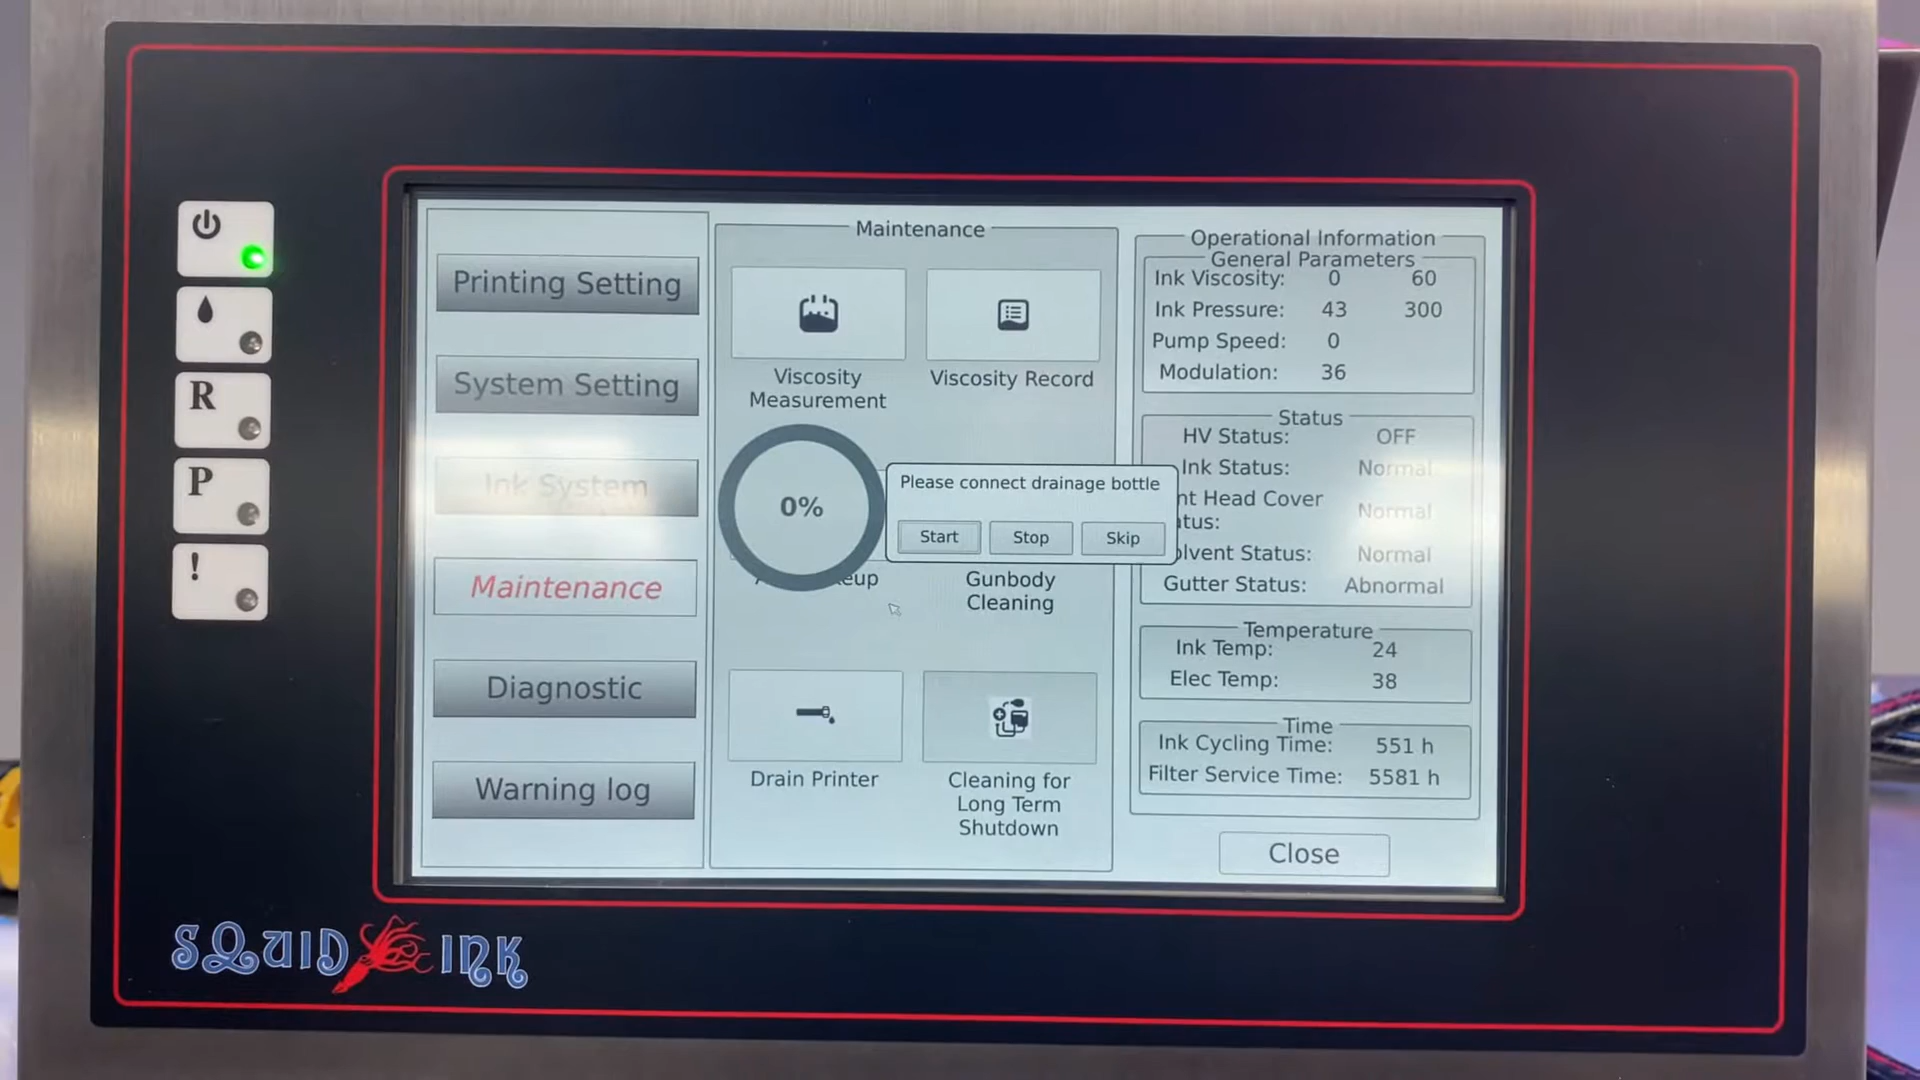 R
P
!
Printing Setting
System Setting
Ink System
Maintenance
Diagnostic
Warning log
Maintenance
Viscosity
Measurement
Viscosity Record
0%
Please connect drainage bottle
Start
Stop
Skip
Gunbody
Cleaning
Drain Printer
Cleaning for
Long Term
Shutdown
Operational Information
General Parameters
Ink Viscosity: 0 60
Ink Pressure: 43 300
Pump Speed: 0
Modulation: 36
Status
HV Status: OFF
Ink Status: Normal
Head Cover
Normal
Status: Normal
Gutter Status: Abnormal
Temperature
Ink Temp: 24
Elec Temp: 38
Time
Ink Cycling Time: 551 h
Filter Service Time: 5581 h
Close
SQUID INK